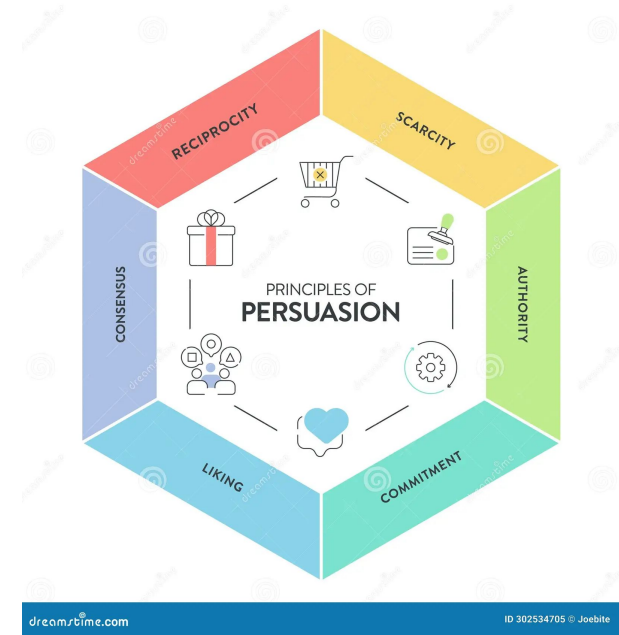 RECIPROCITY
SCARCITY
CONSENSUS
PRINCIPLES OF
PERSUASION
AUTHORITY
LIKING
COMMITMENT
dreamstime.com
ID 302534705 © Joebite